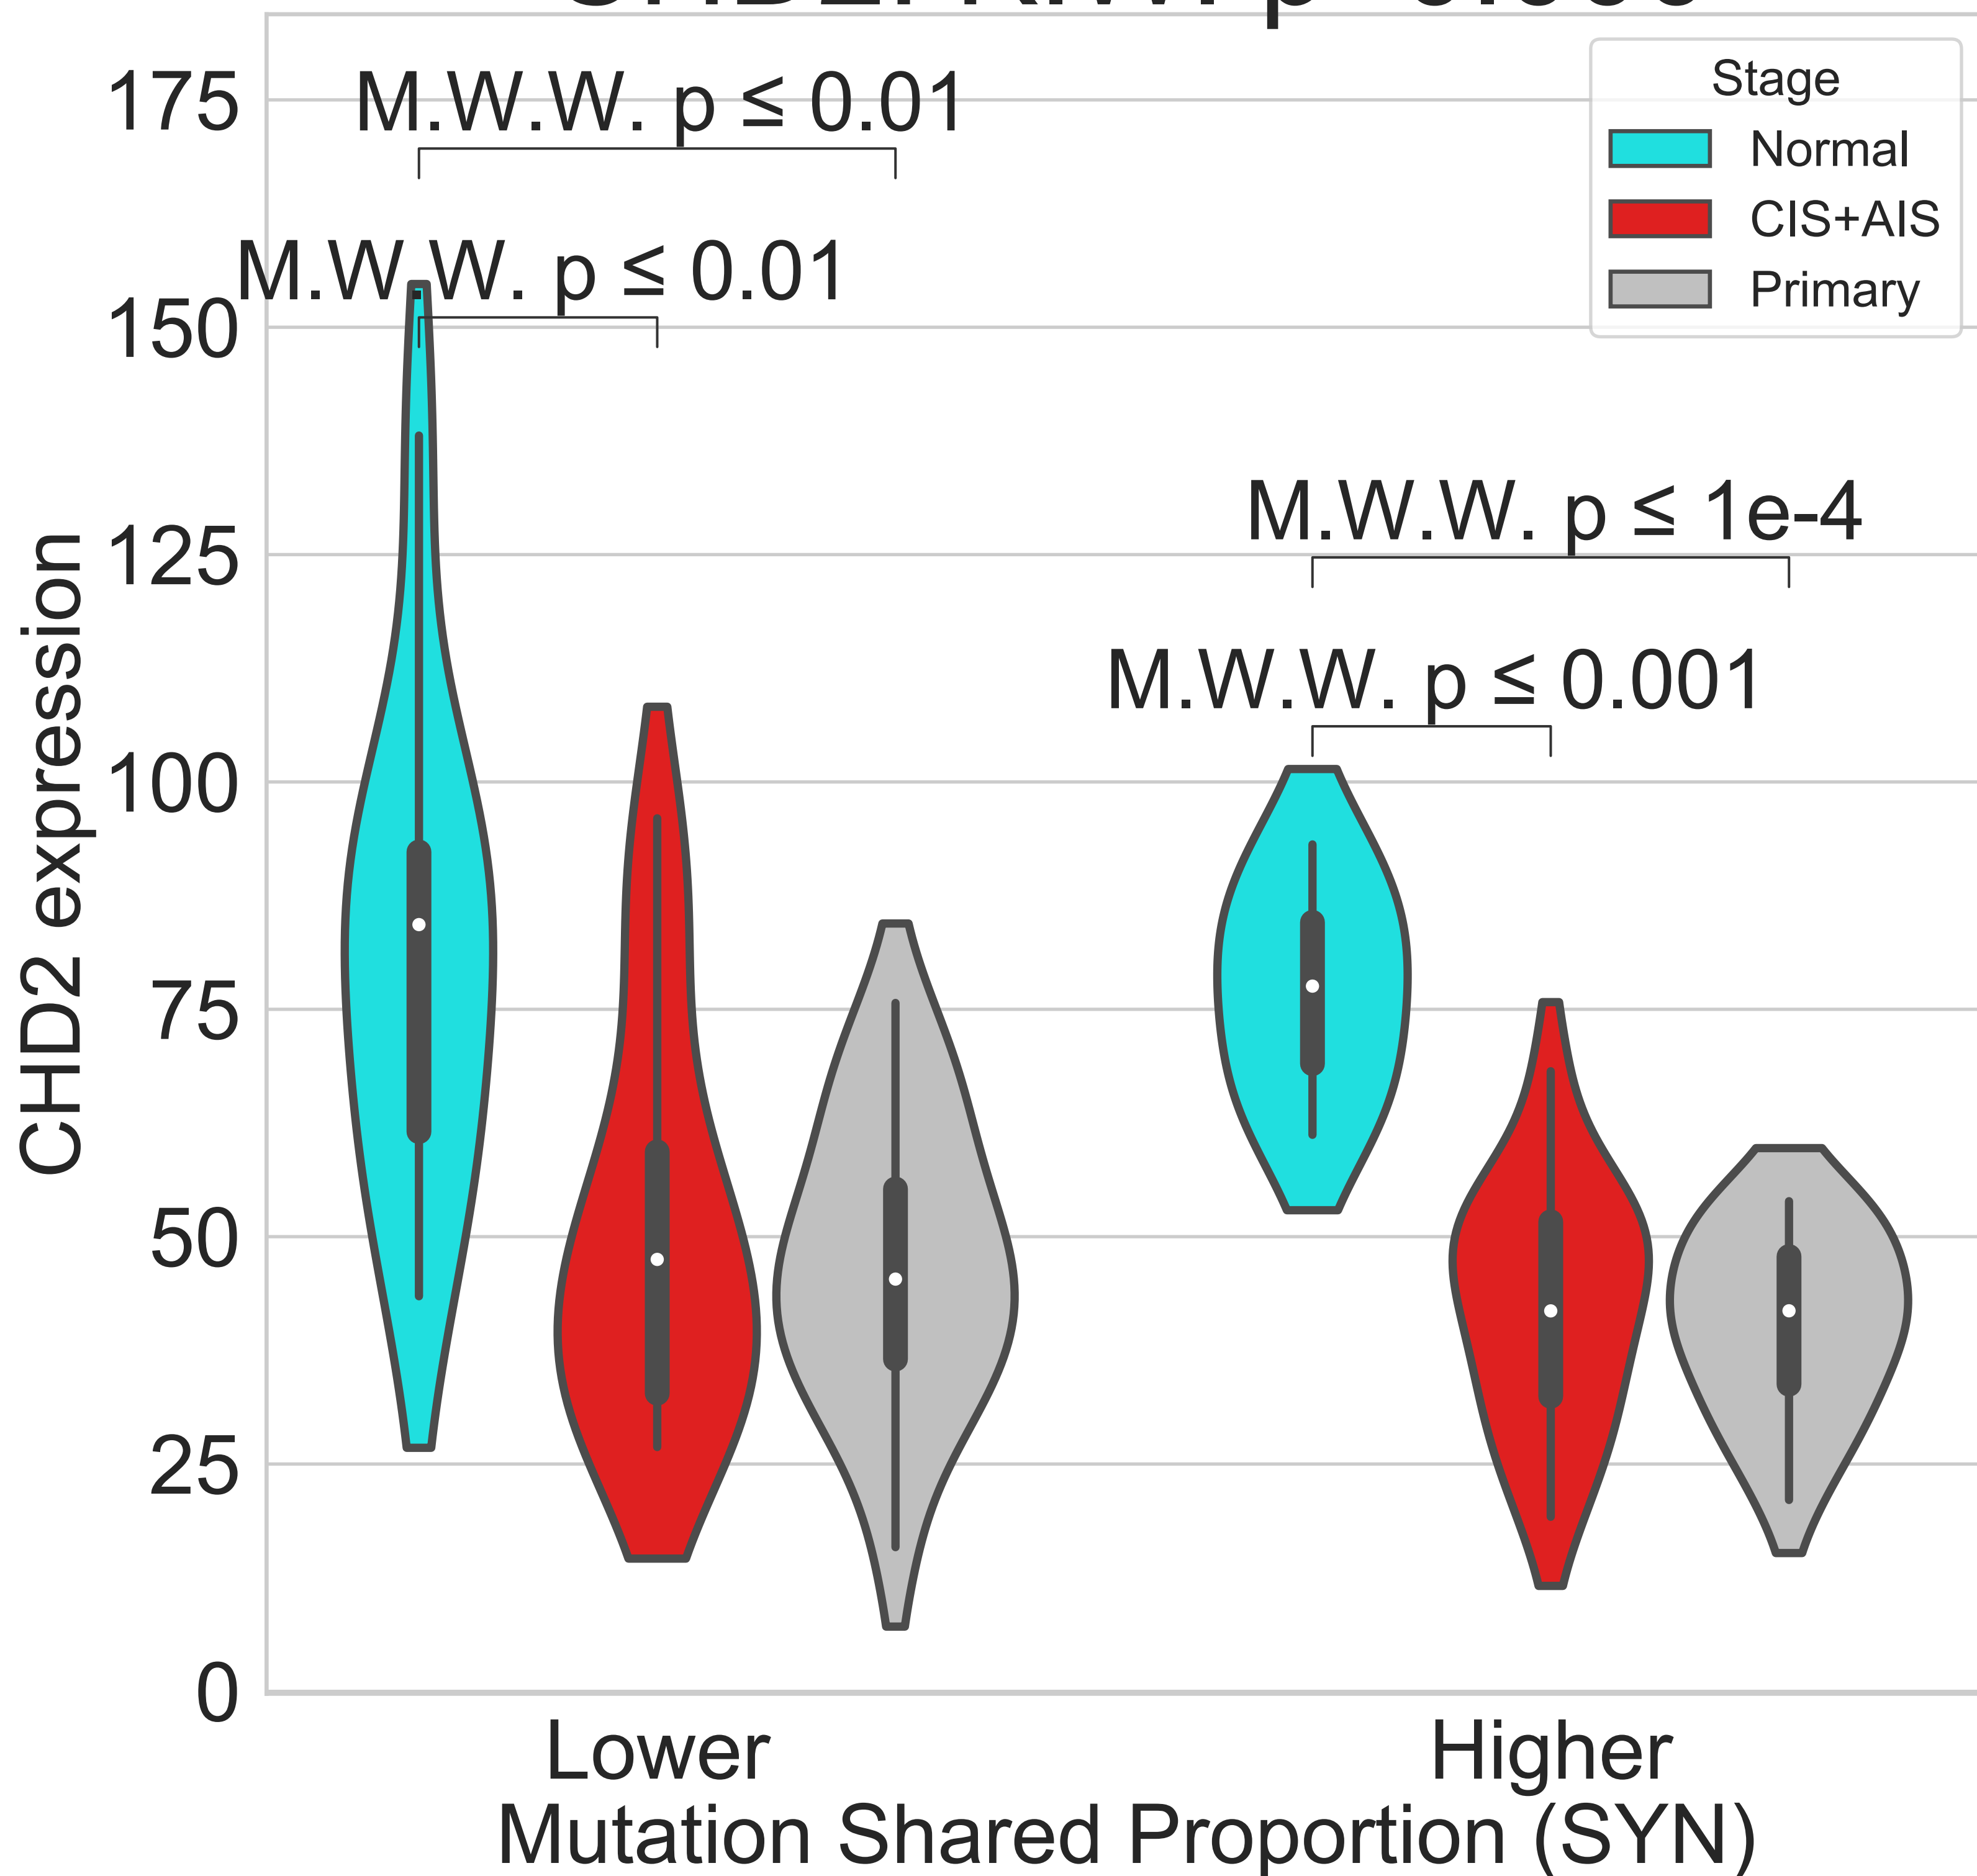 175
M.W.W. p ≤ 0.01
Stage
Normal
CIS+AIS
Primary
M.W.W. p ≤ 0.01
150
M.W.W. p ≤ 1e-4
125
M.W.W. p ≤ 0.001
100
CHD2 expression
75
50
25
0
Lower
Higher
Mutation Shared Proportion (SYN)